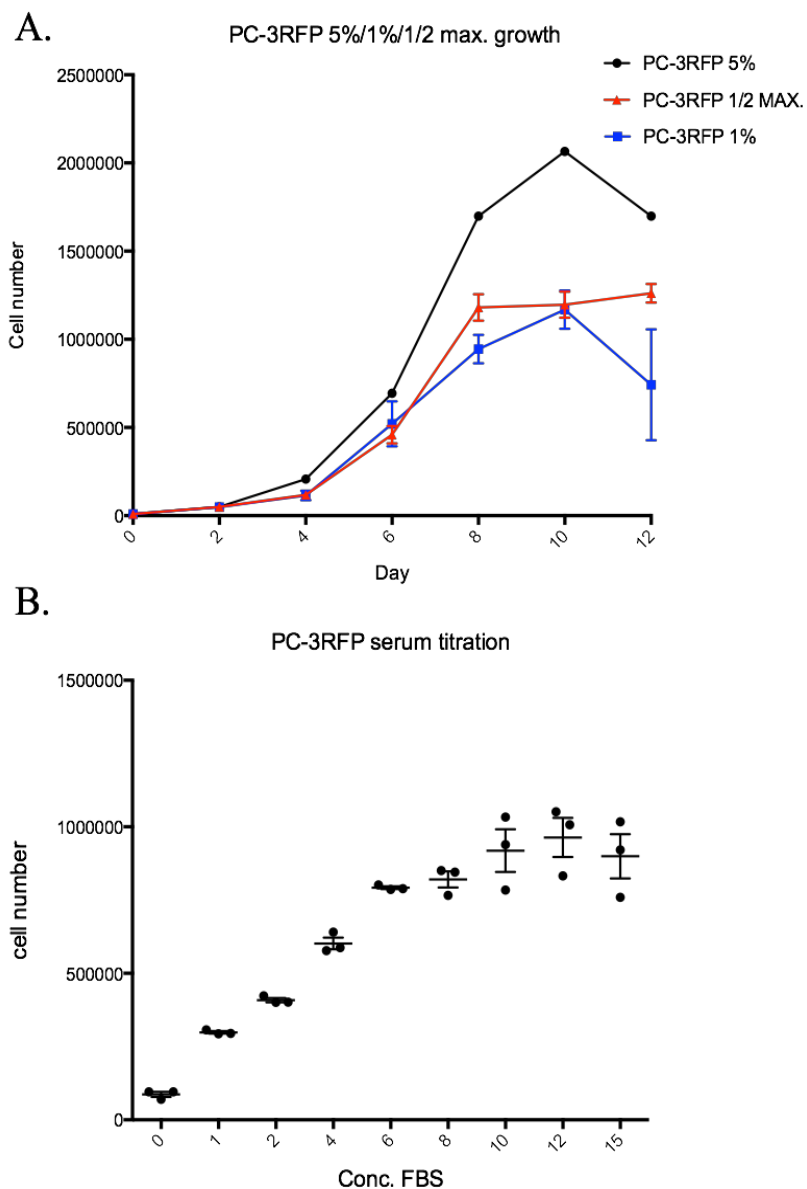 A.
PC-3RFP 5%/1%/1/2 max. growth
PC-3RFP 5%
PC-3RFP 1/2 MAX.
PC-3RFP 1%
2500000
2000000
1500000
1000000
500000
0
Cell number
0 2 4 6 8 10 12
Day
B.
PC-3RFP serum titration
1500000
1000000
500000
0
cell number
0 1 2 4 6 8 10 12 15
Conc. FBS